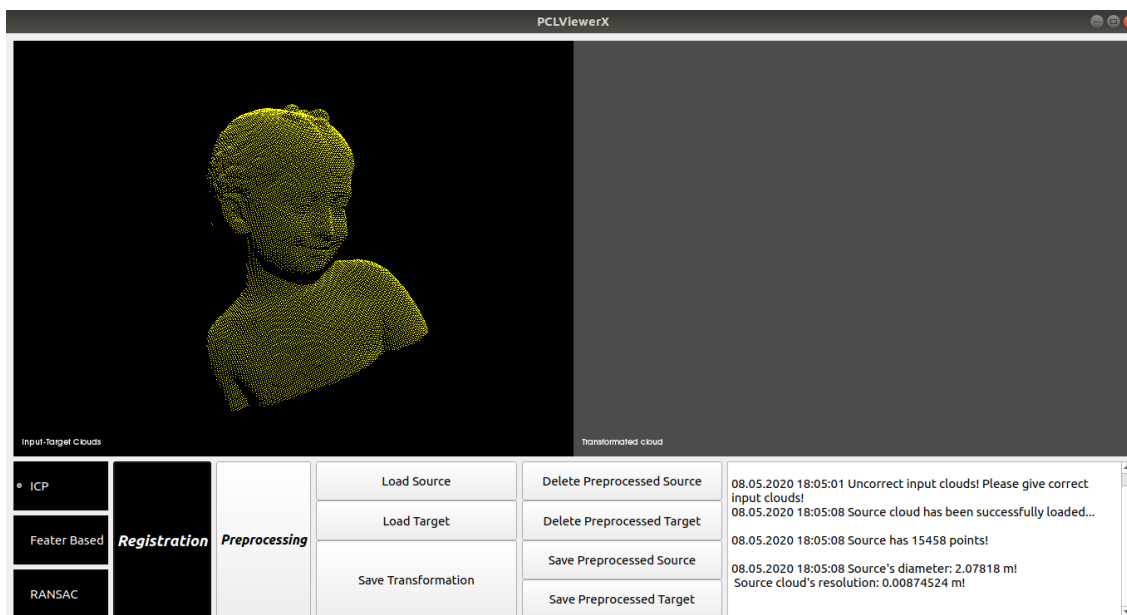 PCLViewerX
Input-Target Clouds
Transformated cloud
ICP
Feater Based
RANSAC
Registration
Preprocessing
Load Source
Load Target
Save Transformation
Delete Preprocessed Source
Delete Preprocessed Target
Save Preprocessed Source
Save Preprocessed Target
08.05.2020 18:05:01 Uncorrect input clouds! Please give correct
input clouds!
08.05.2020 18:05:08 Source cloud has been successfully loaded...
08.05.2020 18:05:08 Source has 15458 points!
08.05.2020 18:05:08 Source's diameter: 2.07818 m!
Source cloud's resolution: 0.00874524 m!